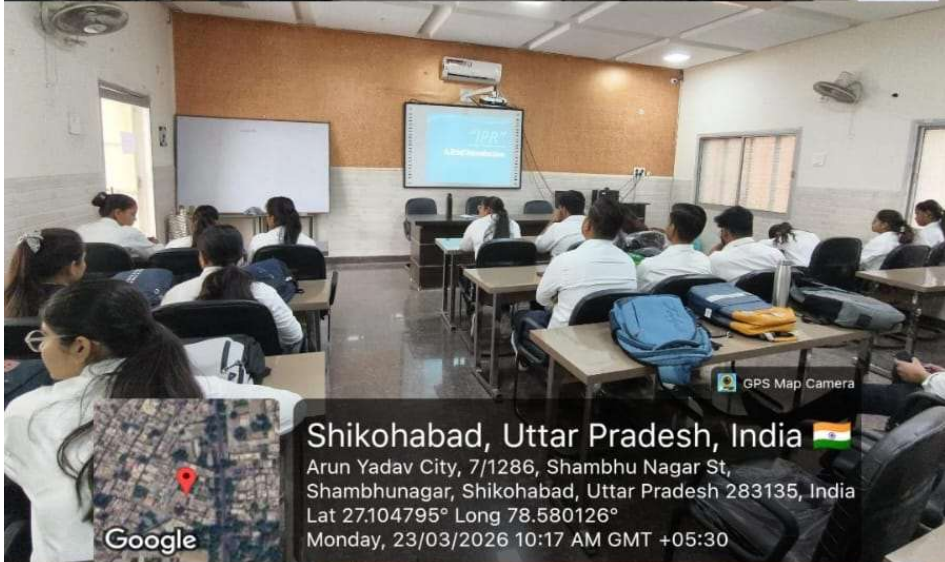 "IPR"
A Brief Introduction
GPS Map Camera
Shikohabad, Uttar Pradesh, India
Arun Yadav City, 7/1286, Shambhu Nagar St,
Shambhunagar, Shikohabad, Uttar Pradesh 283135, India
Lat 27.104795° Long 78.580126°
Monday, 23/03/2026 10:17 AM GMT +05:30
Google